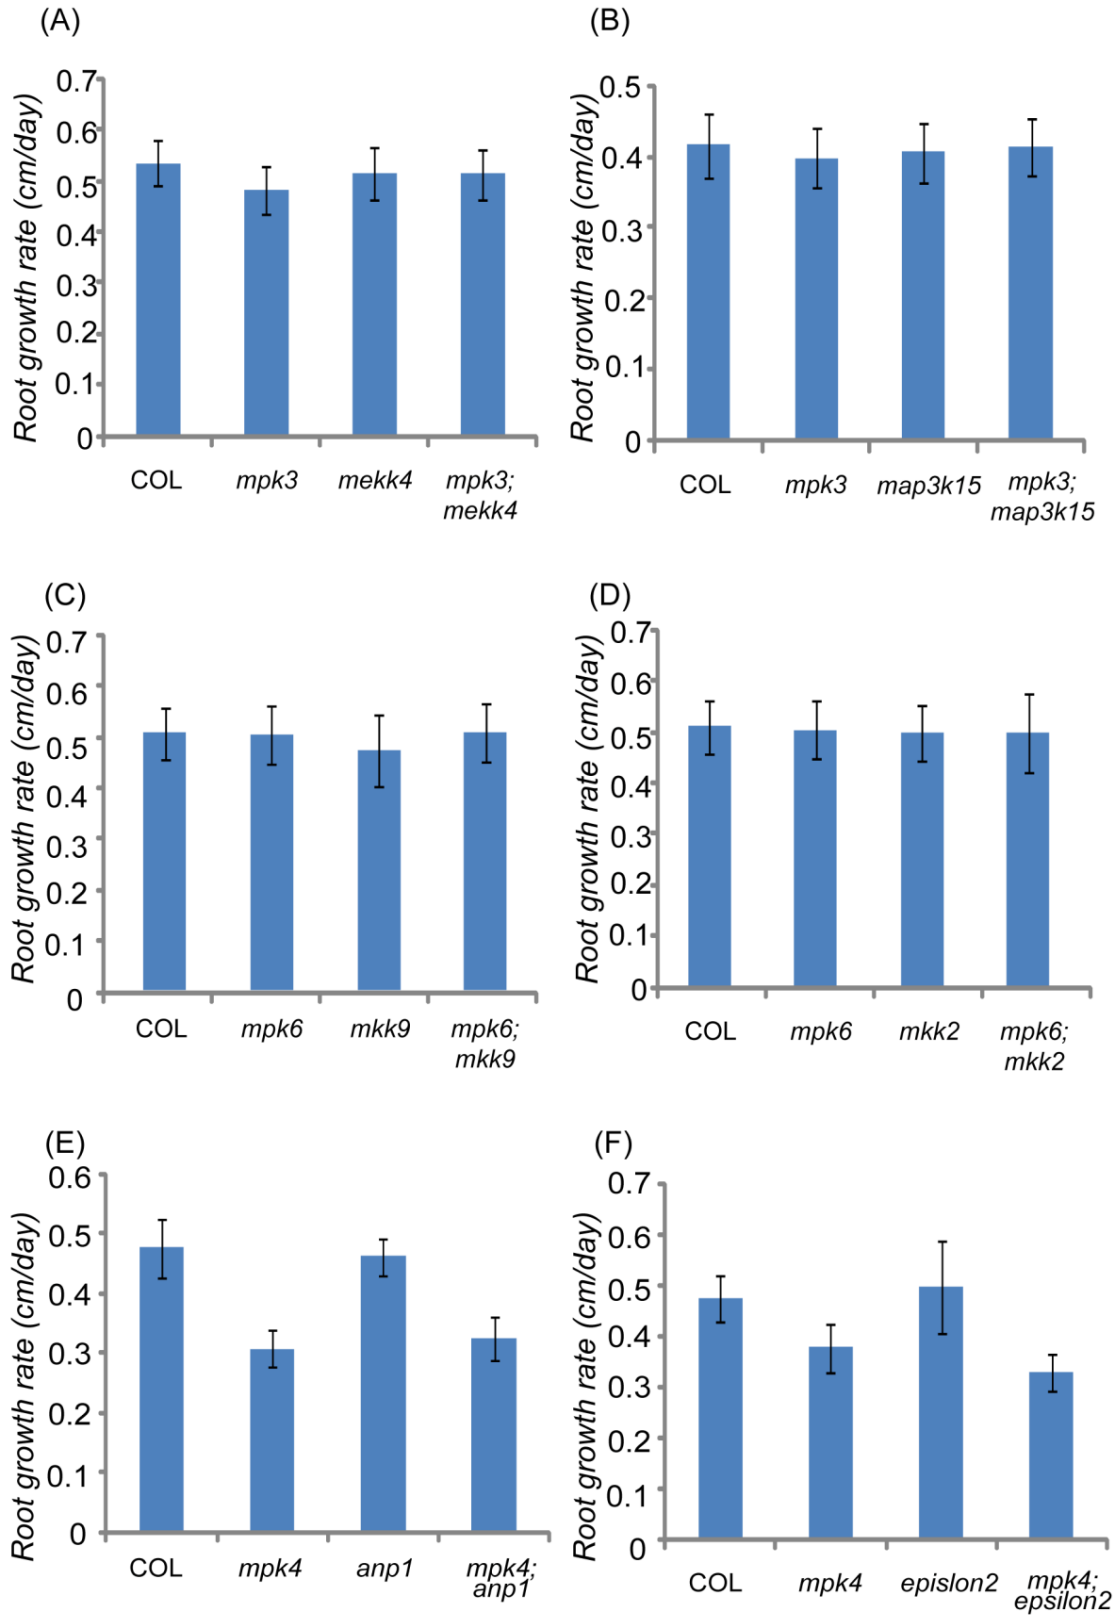 (A)
Root growth rate (cm/day)
0.7
0.6
0.5
0.4
0.3
0.2
0.1
0
COL
mpk3
mekk4
mpk3;
mekk4
(B)
Root growth rate (cm/day)
0.5
0.4
0.3
0.2
0.1
0
COL
mpk3
map3k15
mpk3;
map3k15
(C)
Root growth rate (cm/day)
0.7
0.6
0.5
0.4
0.3
0.2
0.1
0
COL
mpk6
mkk9
mpk6;
mkk9
(D)
Root growth rate (cm/day)
0.7
0.6
0.5
0.4
0.3
0.2
0.1
0
COL
mpk6
mkk2
mpk6;
mkk2
(E)
Root growth rate (cm/day)
0.6
0.5
0.4
0.3
0.2
0.1
0
COL
mpk4
anp1
mpk4;
anp1
(F)
Root growth rate (cm/day)
0.7
0.6
0.5
0.4
0.3
0.2
0.1
0
COL
mpk4
epislon2
mpk4;
epsilon2